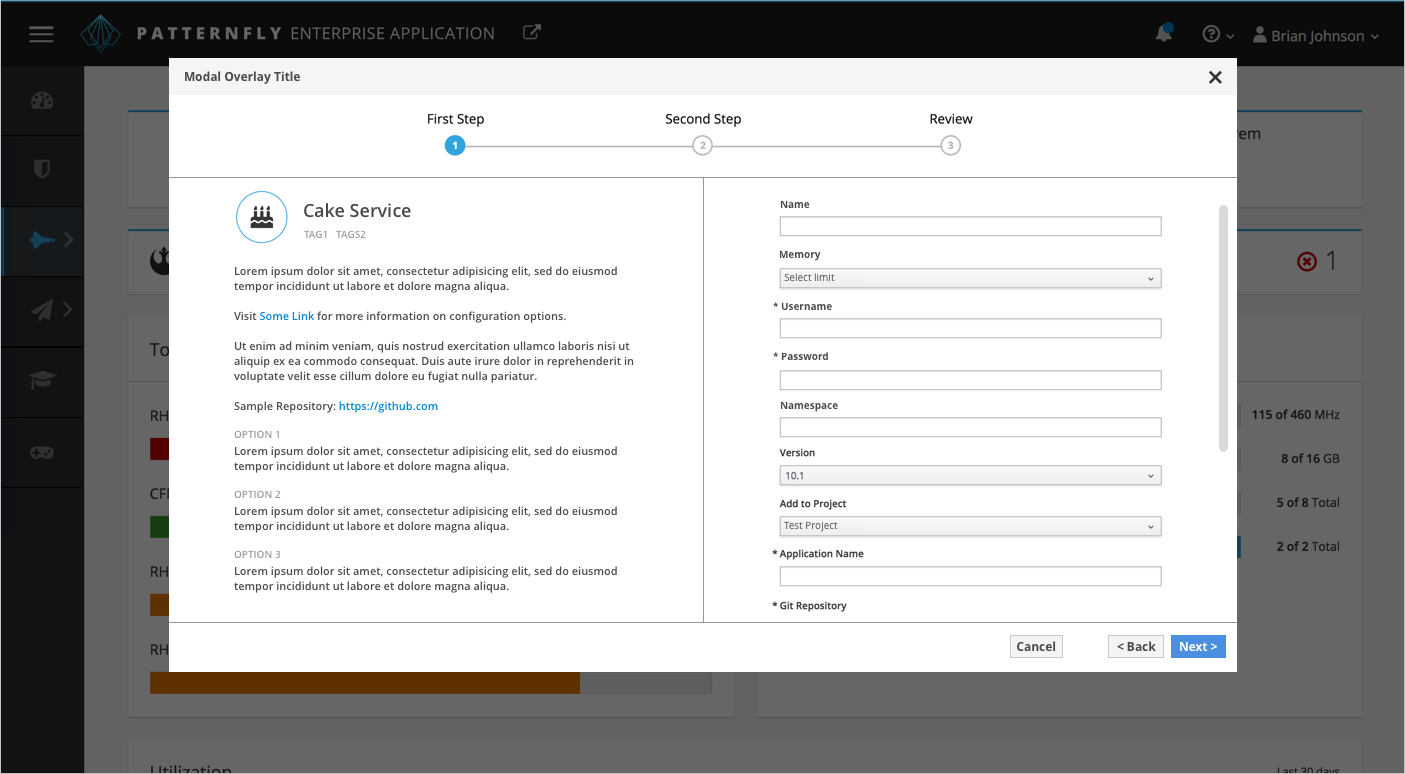 PATTERNFLY ENTERPRISE APPLICATION
Brian Johnson
Modal Overlay Title
First Step
Second Step
Review
1
2
3
Cake Service
TAG1 TAGS2
Lorem ipsum dolor sit amet, consectetur adipisicing elit, sed do eiusmod
tempor incididunt ut labore et dolore magna aliqua.
Visit Some Link for more information on configuration options.
Ut enim ad minim veniam, quis nostrud exercitation ullamco laboris nisi ut
aliquip ex ea commodo consequat. Duis aute irure dolor in reprehenderit in
voluptate velit esse cillum dolore eu fugiat nulla pariatur.
Sample Repository: https://github.com
OPTION 1
Lorem ipsum dolor sit amet, consectetur adipisicing elit, sed do eiusmod
tempor incididunt ut labore et dolore magna aliqua.
OPTION 2
Lorem ipsum dolor sit amet, consectetur adipisicing elit, sed do eiusmod
tempor incididunt ut labore et dolore magna aliqua.
OPTION 3
Lorem ipsum dolor sit amet, consectetur adipisicing elit, sed do eiusmod
tempor incididunt ut labore et dolore magna aliqua.
Name
Memory
Select limit
* Username
* Password
Namespace
Version
10.1
Add to Project
Test Project
* Application Name
* Git Repository
Cancel
< Back
Next >
rem
1
To
RH
CF
RH
RH
115 of 460 MHz
8 of 16 GB
5 of 8 Total
2 of 2 Total
Utilization
Last 30 days